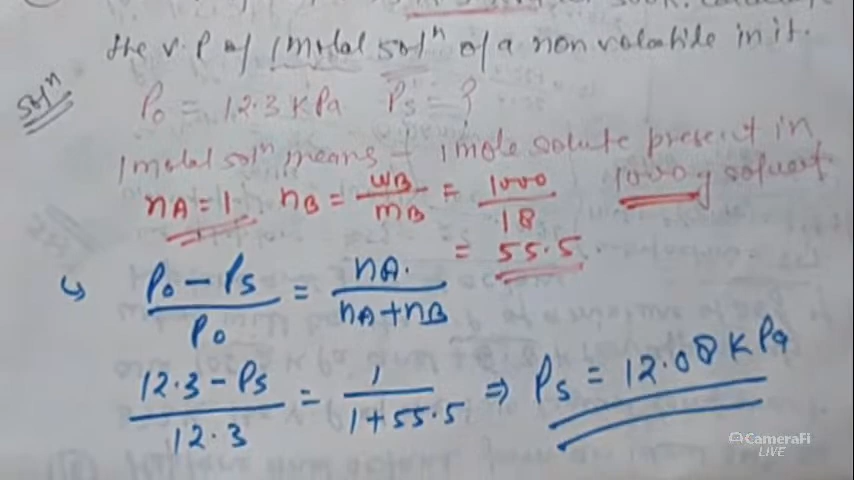 the v.p of 1 molal solⁿ of a non volatile in it.
Solⁿ
P₀ = 12.3 KPa Pₛ = ?
1 molal solⁿ means - 1 mole solute present in
1000 g solvent.
nA = 1 nB = WB/mB = 1000/18
= 55.5
↳ P₀ - Pₛ/P₀ = nA./nA+nB
12.3 - Pₛ/12.3 = 1/1+55.5 ⇒ Pₛ = 12.08 KPa
CameraFi
LIVE